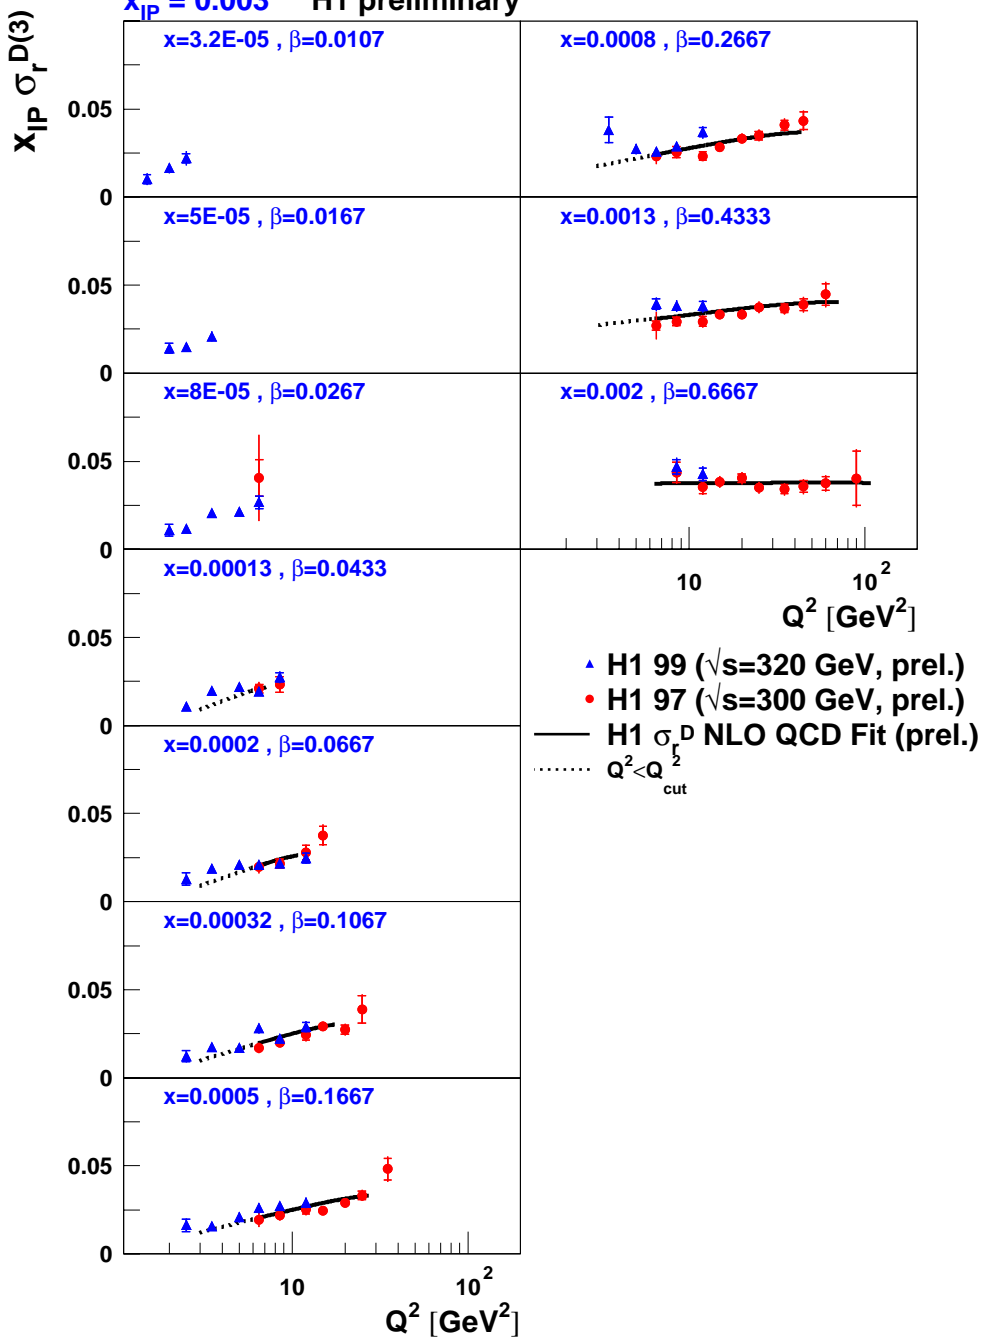 x_IP = 0.003 H1 preliminary
x_IP σ_r^D(3)
x=3.2E-05 , β=0.0107
0.05
0
x=5E-05 , β=0.0167
0.05
0
x=8E-05 , β=0.0267
0.05
0
x=0.00013 , β=0.0433
0.05
0
x=0.0002 , β=0.0667
0.05
0
x=0.00032 , β=0.1067
0.05
0
x=0.0005 , β=0.1667
0.05
0
10 10^2
Q^2 [GeV^2]
x=0.0008 , β=0.2667
x=0.0013 , β=0.4333
x=0.002 , β=0.6667
10 10^2
Q^2 [GeV^2]
H1 99 (√s=320 GeV, prel.)
H1 97 (√s=300 GeV, prel.)
H1 σ_r^D NLO QCD Fit (prel.)
Q^2<Q_cut^2